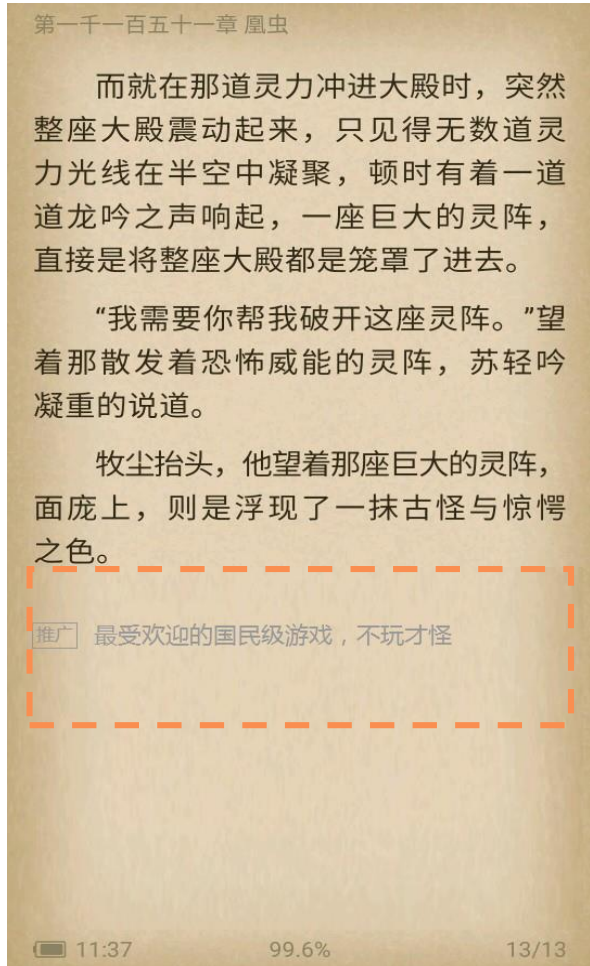 第一千一百五十一章 凰虫
而就在那道灵力冲进大殿时，突然
整座大殿震动起来，只见得无数道灵
力光线在半空中凝聚，顿时有着一道
道龙吟之声响起，一座巨大的灵阵，
直接是将整座大殿都是笼罩了进去。
“我需要你帮我破开这座灵阵。”望
着那散发着恐怖威能的灵阵，苏轻吟
凝重的说道。
牧尘抬头，他望着那座巨大的灵阵，
面庞上，则是浮现了一抹古怪与惊愕
之色。
推广 最受欢迎的国民级游戏，不玩才怪
11:37 99.6% 13/13